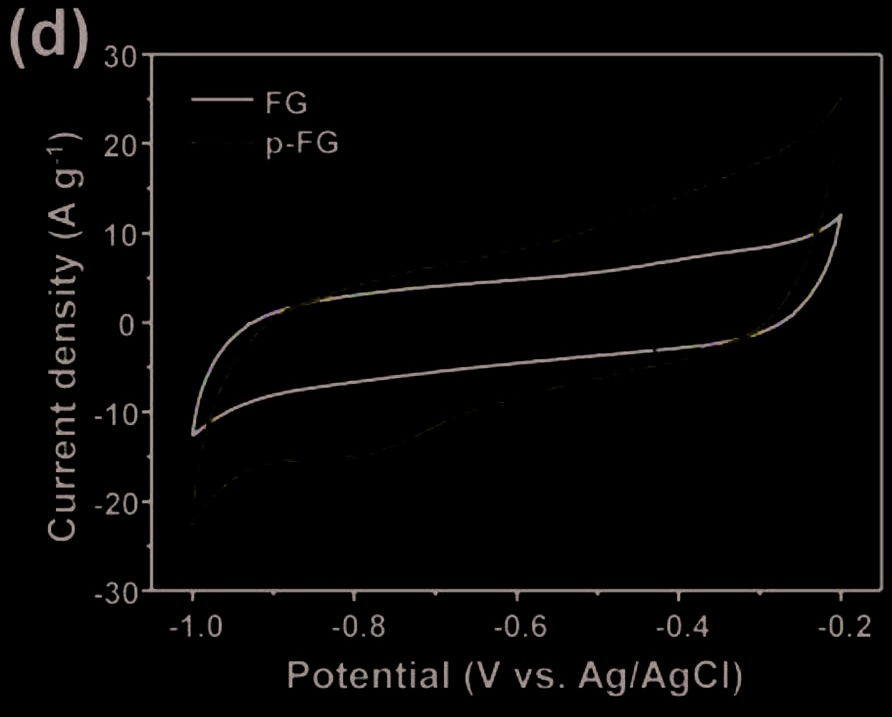 (d)
30
20
10
0
-10
-20
-30
Current density (A g⁻¹)
FG
p-FG
-1.0 -0.8 -0.6 -0.4 -0.2
Potential (V vs. Ag/AgCl)